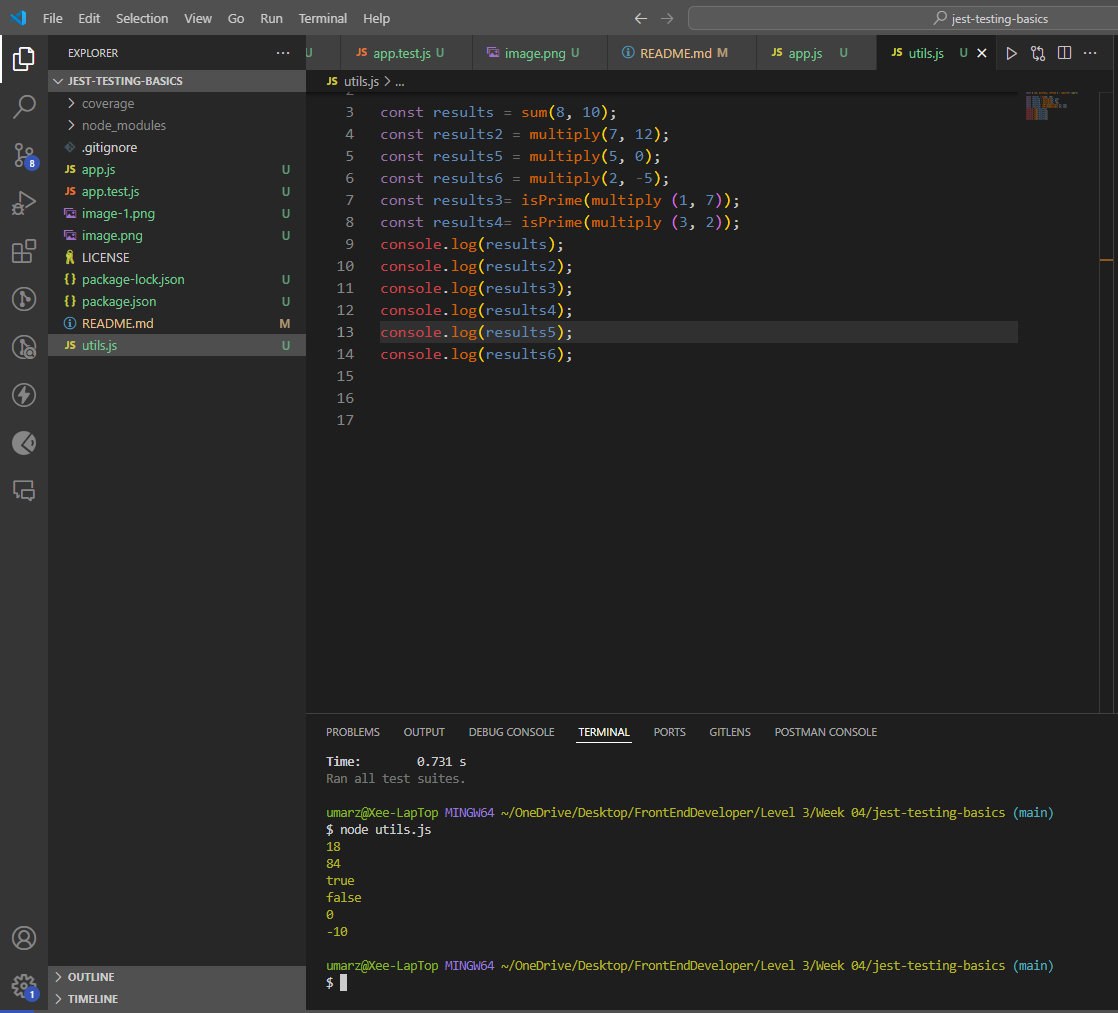 File Edit Selection View Go Run Terminal Help
jest-testing-basics
EXPLORER
U
JS app.test.js U
image.png U
README.md M
JS app.js U
JS utils.js U
JEST-TESTING-BASICS
coverage
node_modules
.gitignore
JS app.js U
JS app.test.js U
image-1.png U
image.png U
LICENSE
{} package-lock.json U
{} package.json U
README.md M
JS utils.js U
8
1
OUTLINE
TIMELINE
JS utils.js > ...
3 const results = sum(8, 10);
4 const results2 = multiply(7, 12);
5 const results5 = multiply(5, 0);
6 const results6 = multiply(2, -5);
7 const results3= isPrime(multiply (1, 7));
8 const results4= isPrime(multiply (3, 2));
9 console.log(results);
10 console.log(results2);
11 console.log(results3);
12 console.log(results4);
13 console.log(results5);
14 console.log(results6);
15
16
17
PROBLEMS OUTPUT DEBUG CONSOLE TERMINAL PORTS GITLENS POSTMAN CONSOLE
Time: 0.731 s
Ran all test suites.
umarz@Xee-LapTop MINGW64 ~/OneDrive/Desktop/FrontEndDeveloper/Level 3/Week 04/jest-testing-basics (main)
$ node utils.js
18
84
true
false
0
-10
umarz@Xee-LapTop MINGW64 ~/OneDrive/Desktop/FrontEndDeveloper/Level 3/Week 04/jest-testing-basics (main)
$